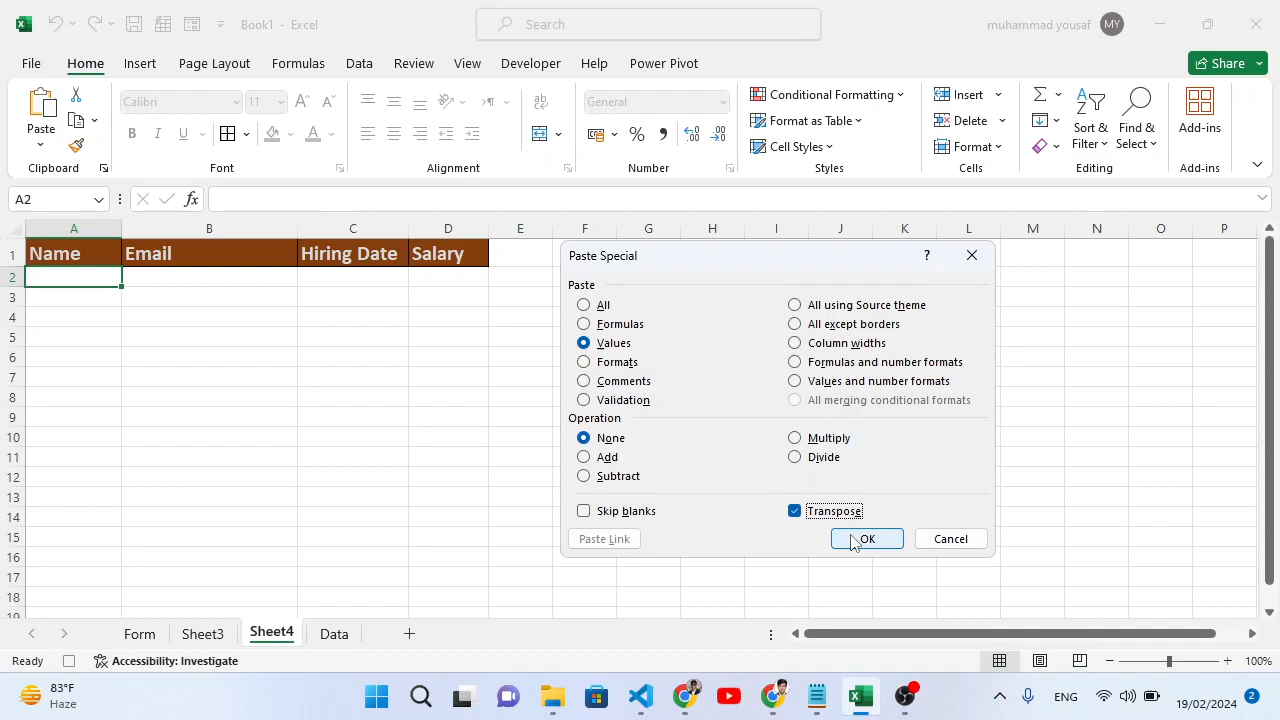 Book1 - Excel
Search
muhammad yousaf MY
File Home Insert Page Layout Formulas Data Review View Developer Help Power Pivot Share
Paste
Calibri 11
B I U A A A
ab
General
% 9
Conditional Formatting
Format as Table
Cell Styles
Insert
Delete
Format
Sort &
Filter
Find &
Select
Add-ins
Clipboard Font Alignment Number Styles Cells Editing Add-ins
A2 fx
A B C D E F G H I J K L M N O P
1 Name Email Hiring Date Salary
2
3
4
5
6
7
8
9
10
11
12
13
14
15
16
17
18
19
Paste Special ?
Paste
All All using Source theme
Formulas All except borders
Values Column widths
Formats Formulas and number formats
Comments Values and number formats
Validation All merging conditional formats
Operation
None Multiply
Add Divide
Subtract
Skip blanks Transpose
Paste Link OK Cancel
Form Sheet3 Sheet4 Data
Ready Accessibility: Investigate 100%
83°F
Haze
ENG
19/02/2024 2